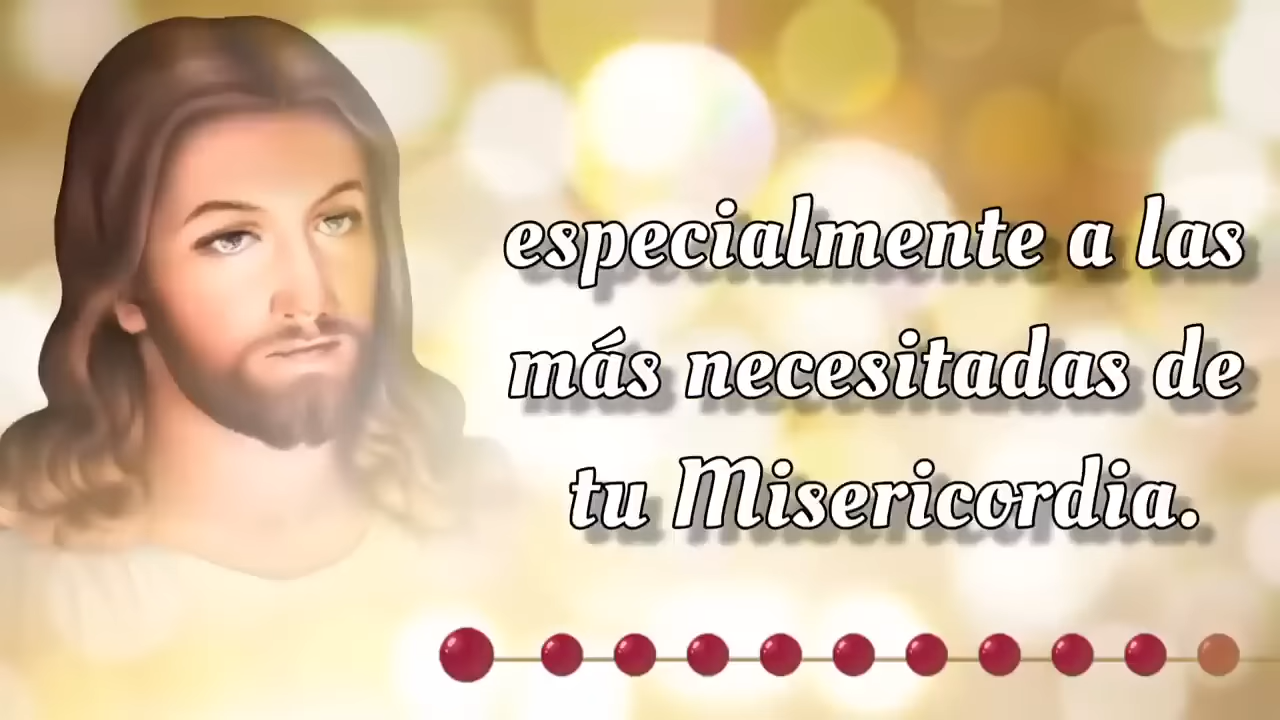 especialmente a las
más necesitadas de
tu Misericordia.